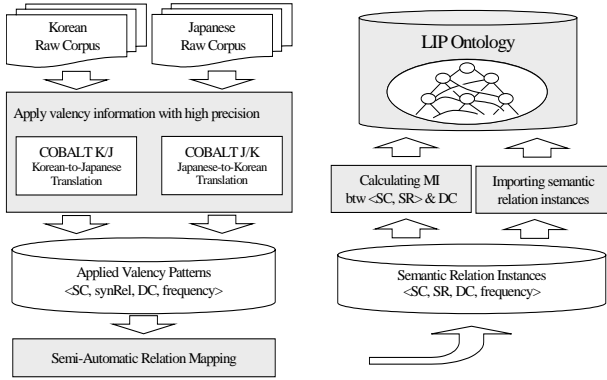 Korean
Raw Corpus
Japanese
Raw Corpus
Apply valency information with high precision
COBALT K/J
Korean-to-Japanese
Translation
COBALT J/K
Japanese-to-Korean
Translation
Applied Valency Patterns
<SC, synRel, DC, frequency>
Semi-Automatic Relation Mapping
LIP Ontology
Calculating MI
btw <SC, SR> & DC
Importing semantic
relation instances
Semantic Relation Instances
<SC, SR, DC, frequency>